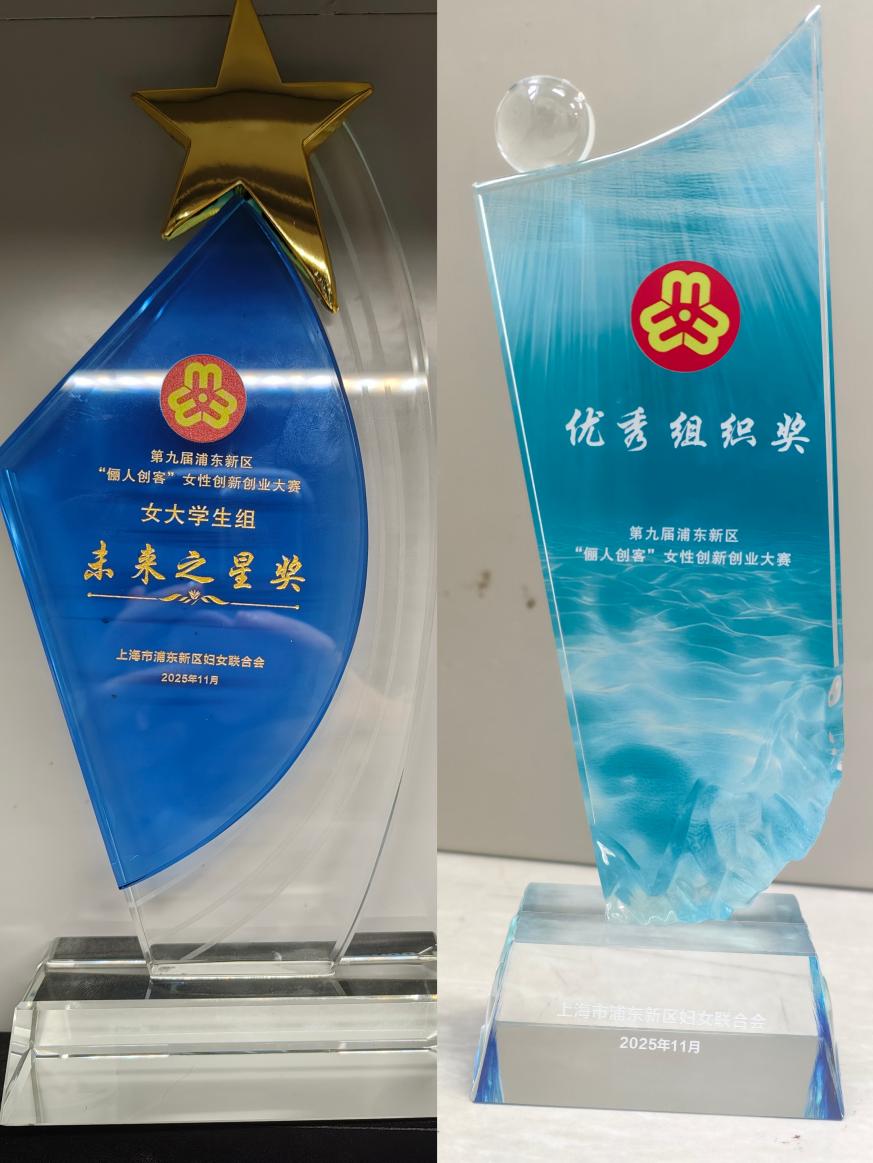 第九届浦东新区
“俪人创客”女性创新创业大赛
女大学生组
未来之星奖
上海市浦东新区妇女联合会
2025年11月
优秀组织奖
第九届浦东新区
“俪人创客”女性创新创业大赛
上海市浦东新区妇女联合会
2025年11月